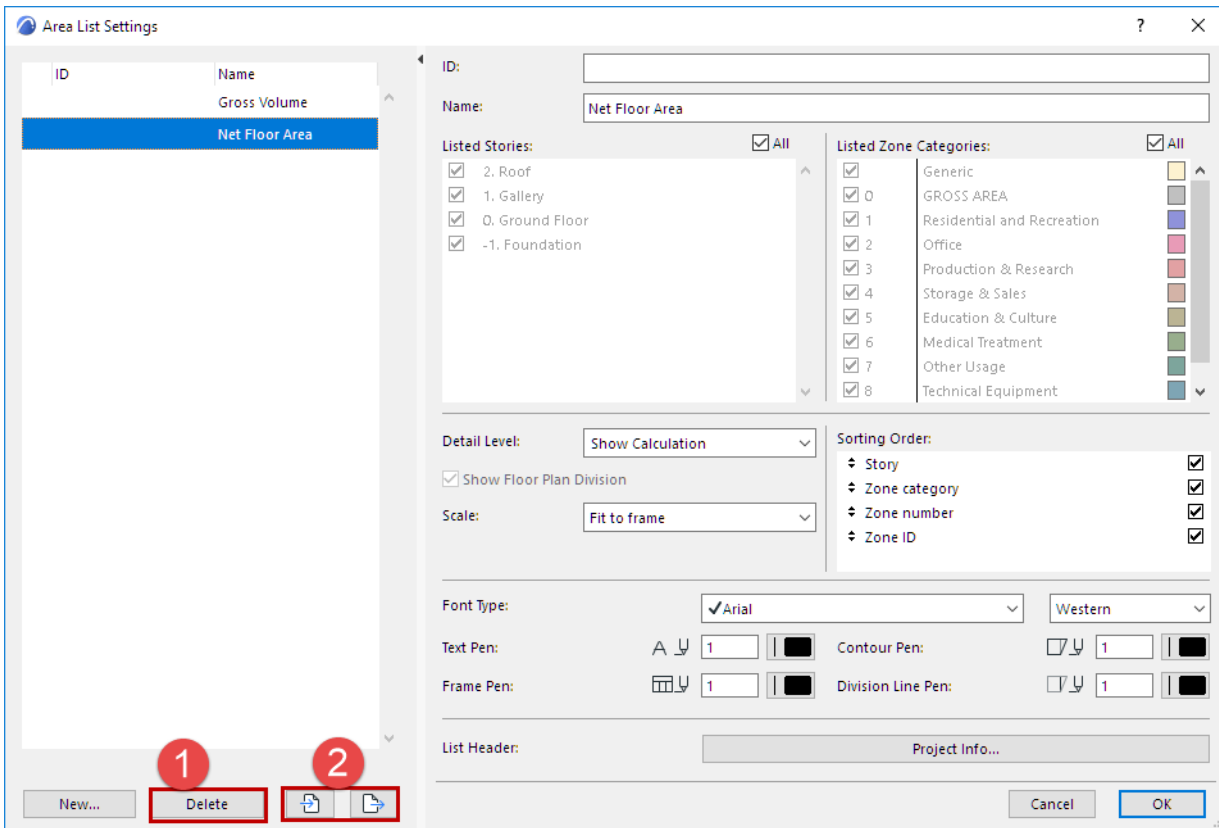 Area List Settings
?
ID Name
Gross Volume
Net Floor Area
1
2
New... Delete
ID:
Name: Net Floor Area
Listed Stories: All
2. Roof
1. Gallery
0. Ground Floor
-1. Foundation
Listed Zone Categories: All
Generic
0 GROSS AREA
1 Residential and Recreation
2 Office
3 Production & Research
4 Storage & Sales
5 Education & Culture
6 Medical Treatment
7 Other Usage
8 Technical Equipment
Detail Level: Show Calculation
Show Floor Plan Division
Scale: Fit to frame
Sorting Order:
Story
Zone category
Zone number
Zone ID
Font Type: Arial Western
Text Pen: A 1 Contour Pen: 1
Frame Pen: 1 Division Line Pen: 1
List Header: Project Info...
Cancel OK